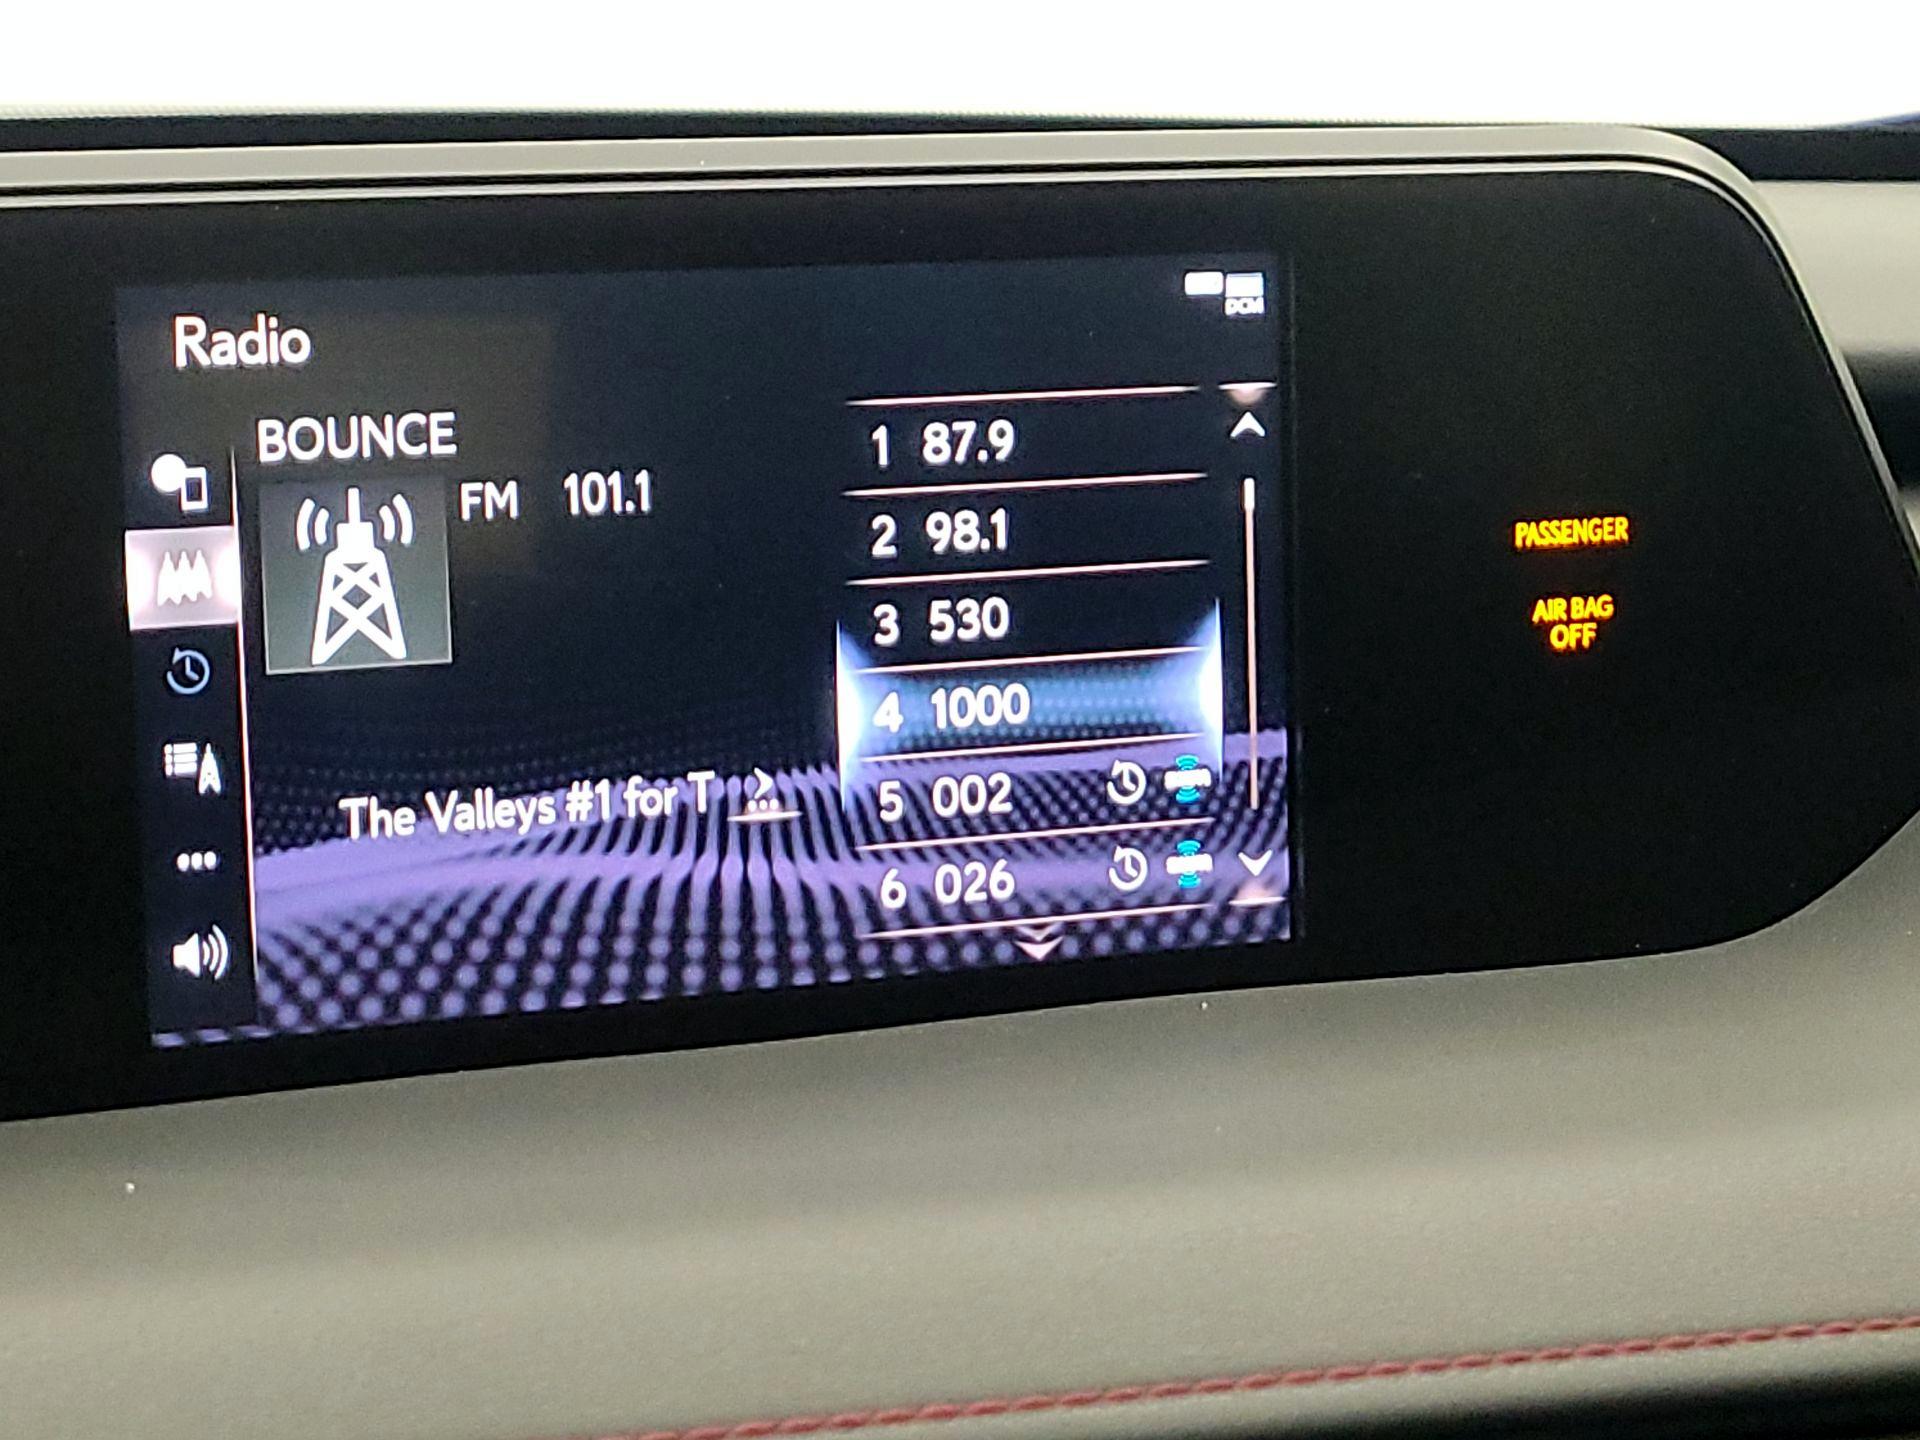 Radio
DCM
BOUNCE
FM 101.1
The Valleys #1 for T
1 87.9
2 98.1
3 530
4 1000
5 002
6 026
PASSENGER
AIR BAG
OFF